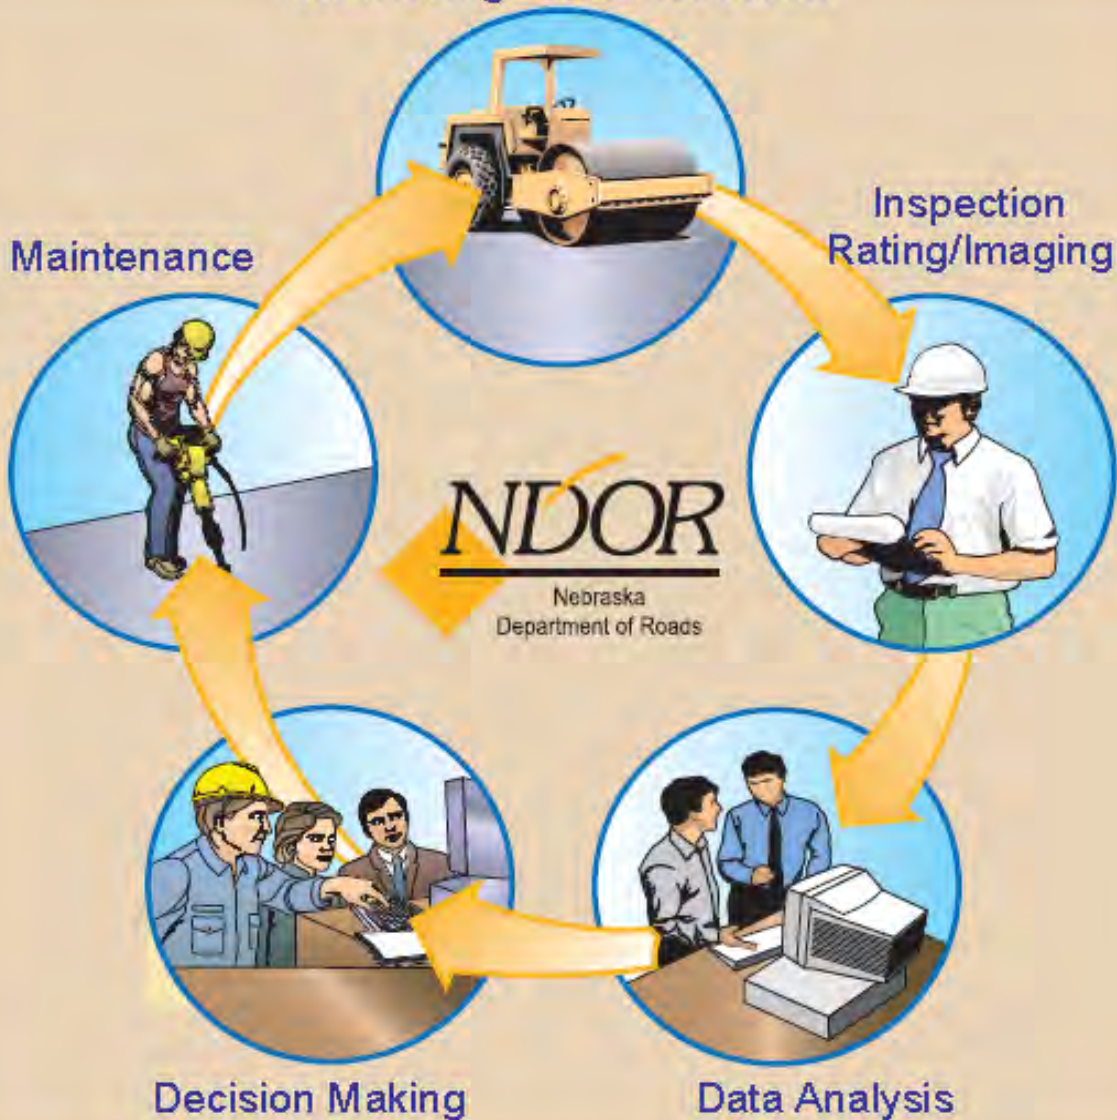 Inspection
Rating/Imaging
Maintenance
NDOR
Nebraska
Department of Roads
Decision Making
Data Analysis